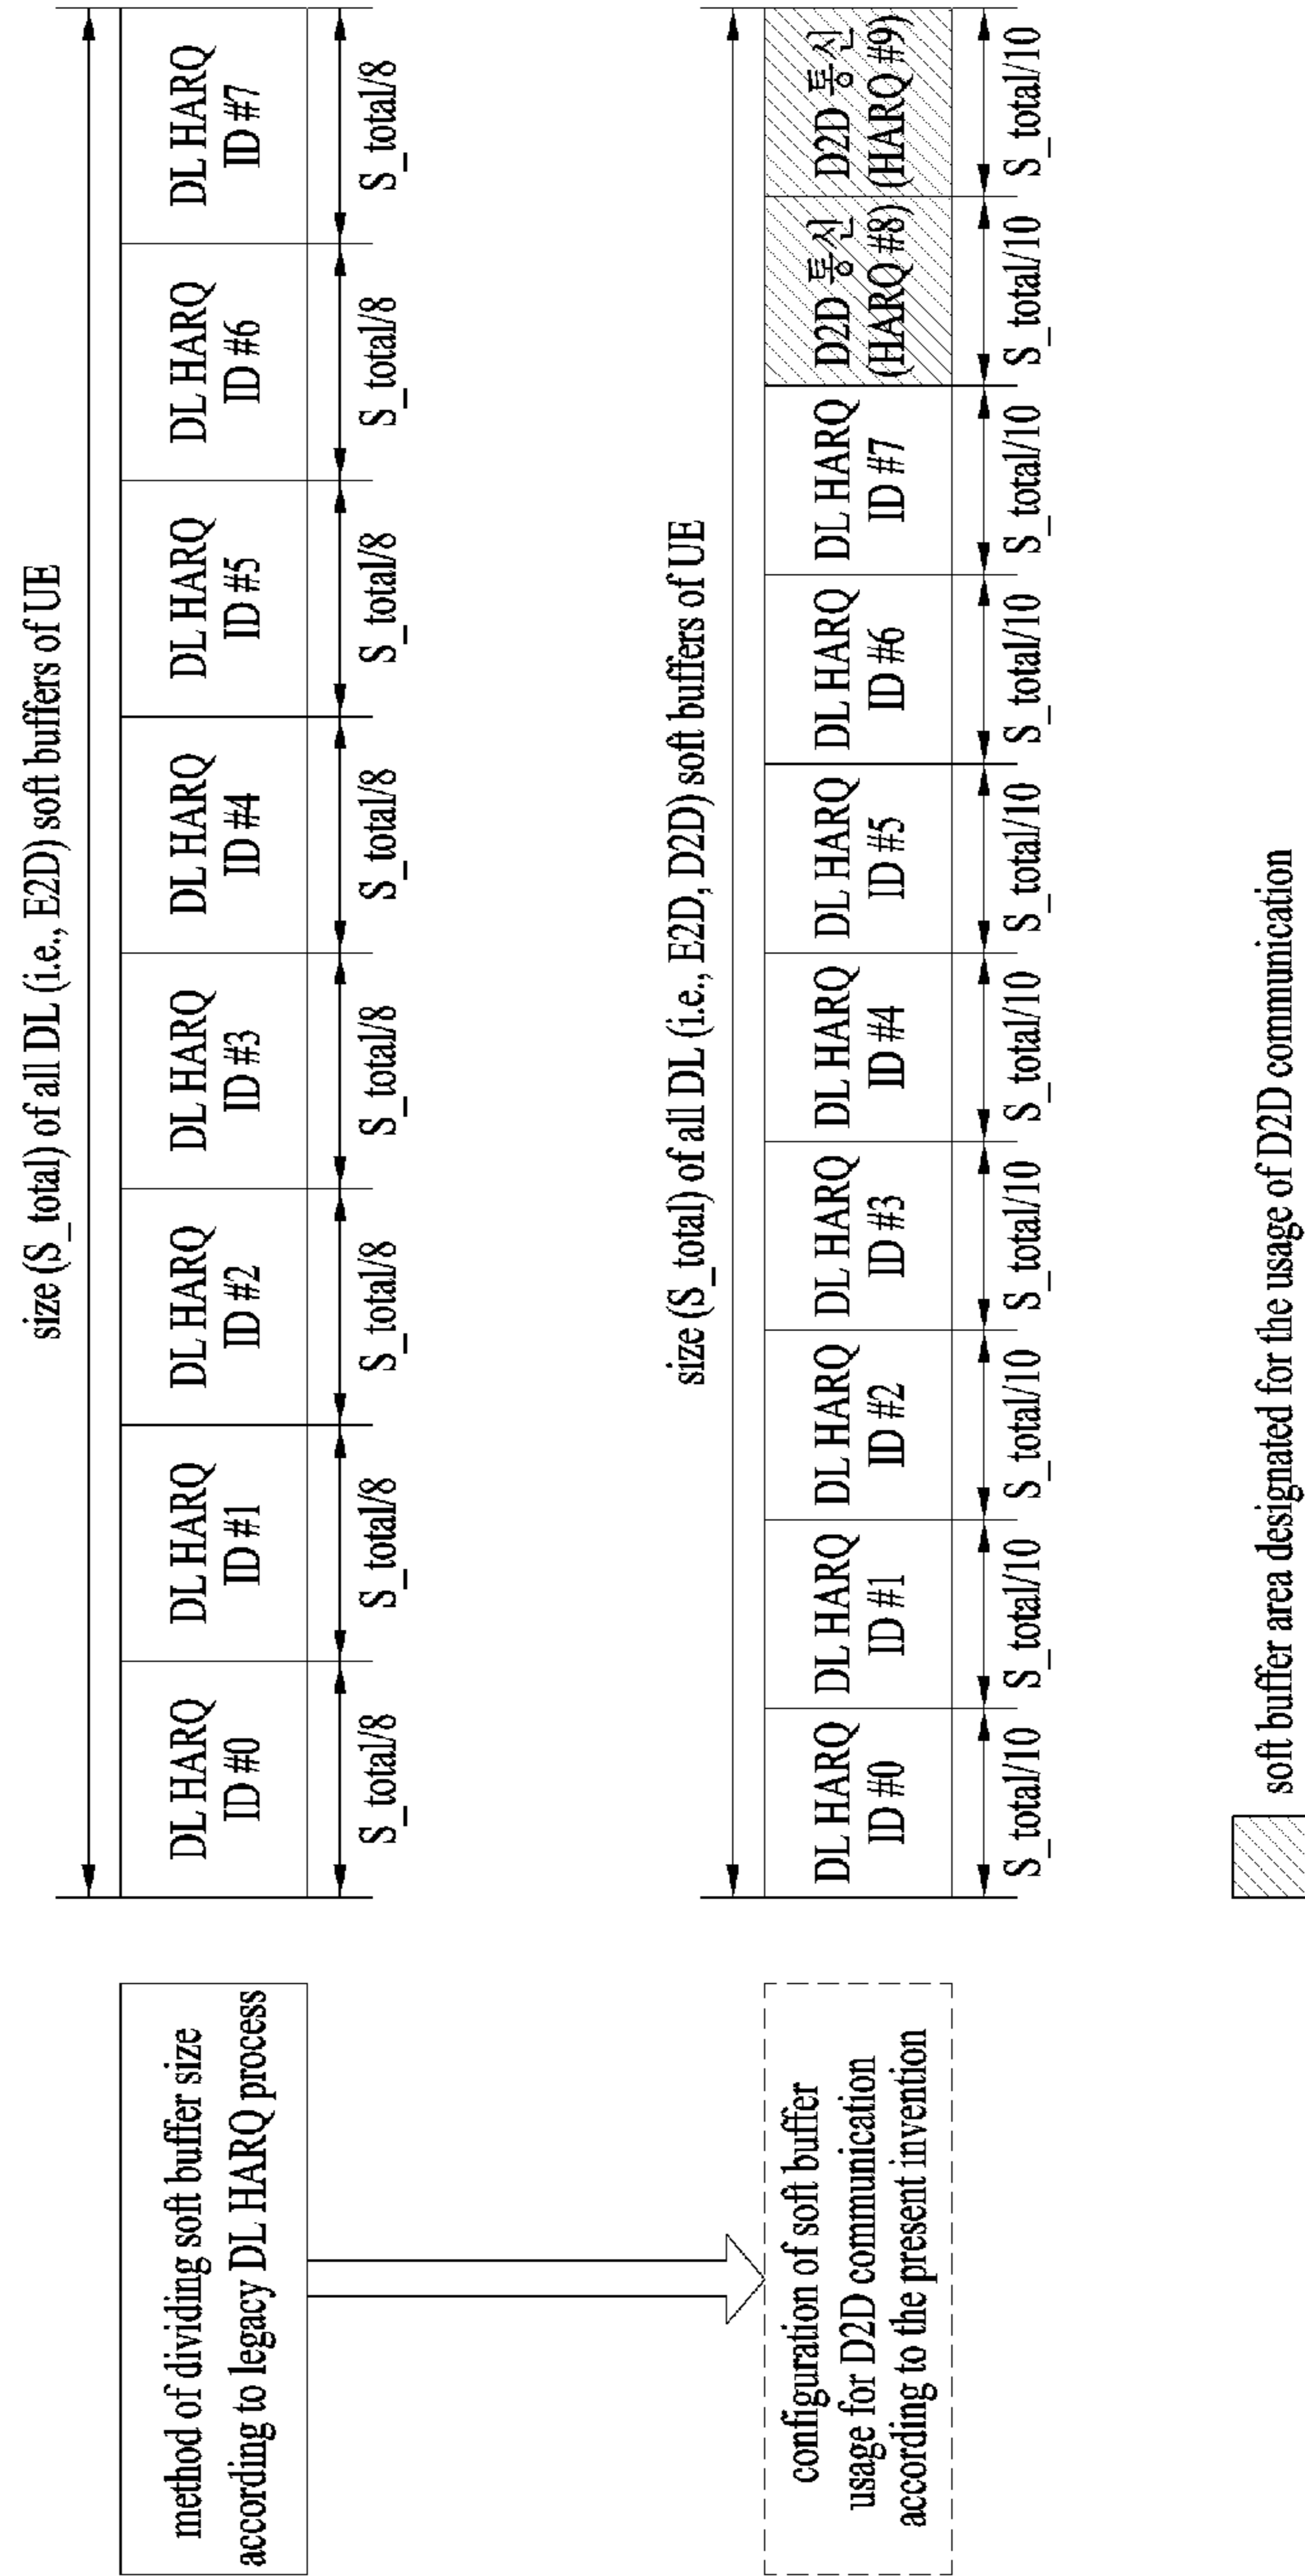 method of dividing soft buffer size
according to legacy DL HARQ process
size (S_total) of all DL (i.e., E2D) soft buffers of UE
DL HARQ
ID #0
DL HARQ
ID #1
DL HARQ
ID #2
DL HARQ
ID #3
DL HARQ
ID #4
DL HARQ
ID #5
DL HARQ
ID #6
DL HARQ
ID #7
S_total/8
S_total/8
S_total/8
S_total/8
S_total/8
S_total/8
S_total/8
S_total/8
configuration of soft buffer
usage for D2D communication
according to the present invention
size (S_total) of all DL (i.e., E2D, D2D) soft buffers of UE
DL HARQ
ID #0
DL HARQ
ID #1
DL HARQ
ID #2
DL HARQ
ID #3
DL HARQ
ID #4
DL HARQ
ID #5
DL HARQ
ID #6
DL HARQ
ID #7
D2D 통신
(HARQ #8)
D2D 통신
(HARQ #9)
S_total/10
S_total/10
S_total/10
S_total/10
S_total/10
S_total/10
S_total/10
S_total/10
S_total/10
S_total/10
soft buffer area designated for the usage of D2D communication